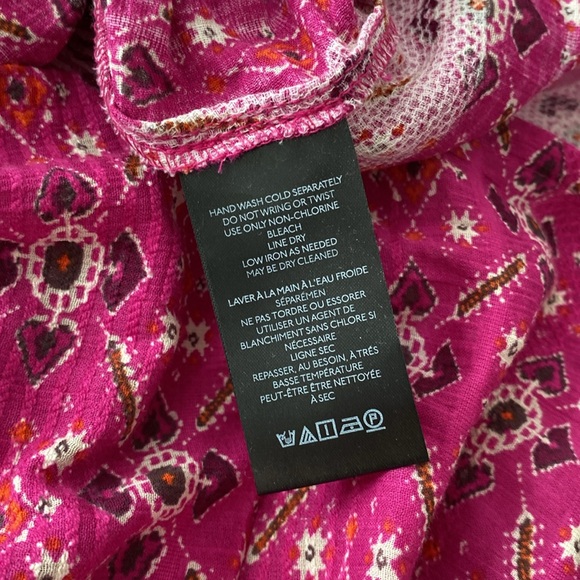 HAND WASH COLD SEPARATELY
DO NOT WRING OR TWIST
USE ONLY NON-CHLORINE
BLEACH
LINE DRY
LOW IRON AS NEEDED
MAY BE DRY CLEANED
LAVER À LA MAIN À L'EAU FROIDE
SÉPARÉMEN
NE PAS TORDRE OU ESSORER
UTILISER UN AGENT DE
BLANCHIMENT SANS CHLORE SI
NÉCESSAIRE
LIGNE SEC
REPASSER, AU BESOIN, À TRÉS
BASSE TEMPÉRATURE
PEUT-ÊTRE ÊTRE NETTOYÉE
À SEC